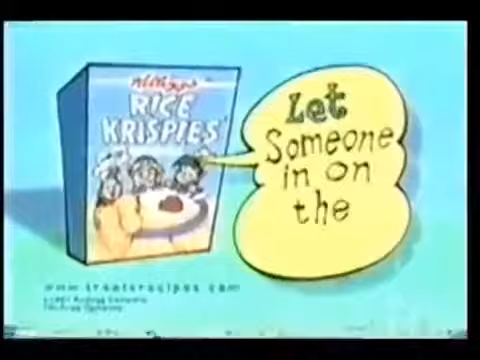 Kellogg's
RICE
KRISPIES
Let
Someone
in on
the
www.treatsrecipes.com